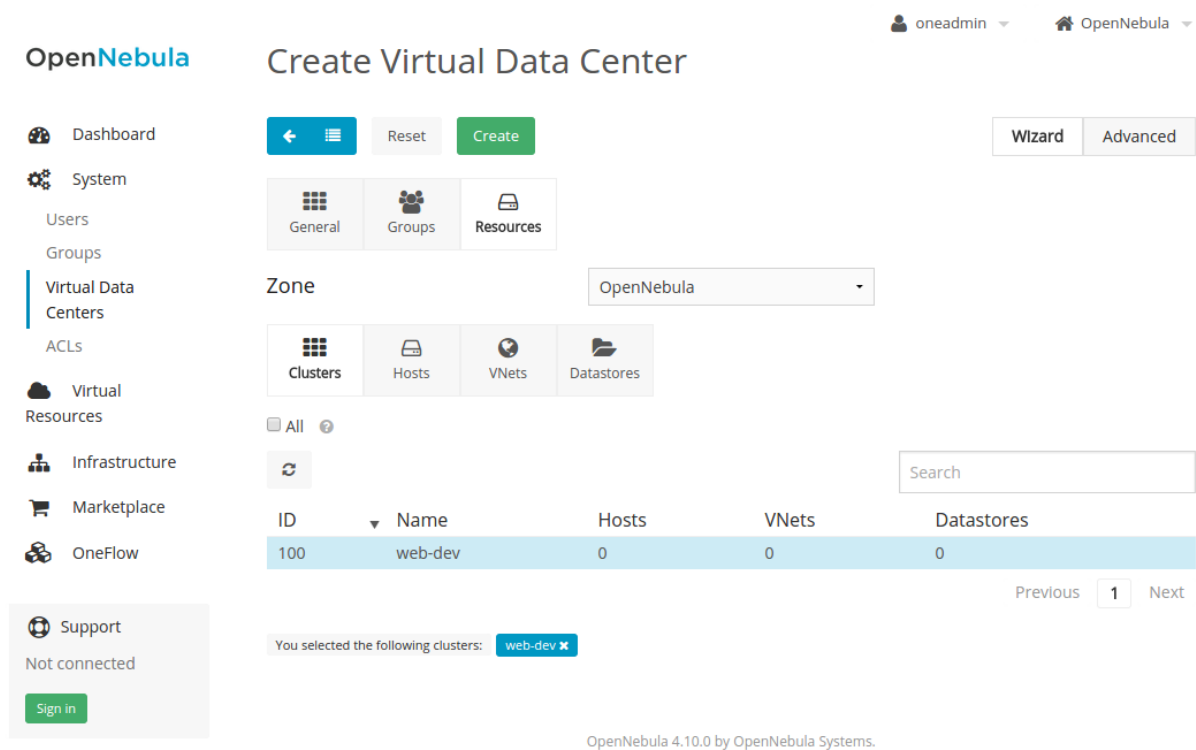 oneadmin OpenNebula
OpenNebula
Create Virtual Data Center
Dashboard
System
Users
Groups
Virtual Data
Centers
ACLs
Virtual
Resources
Infrastructure
Marketplace
OneFlow
Support
Not connected
Sign in
Reset Create WIzard Advanced
General Groups Resources
Zone OpenNebula
Clusters Hosts VNets Datastores
All ?
Search
ID Name Hosts VNets Datastores
100 web-dev 0 0 0
Previous 1 Next
You selected the following clusters: web-dev ×
OpenNebula 4.10.0 by OpenNebula Systems.